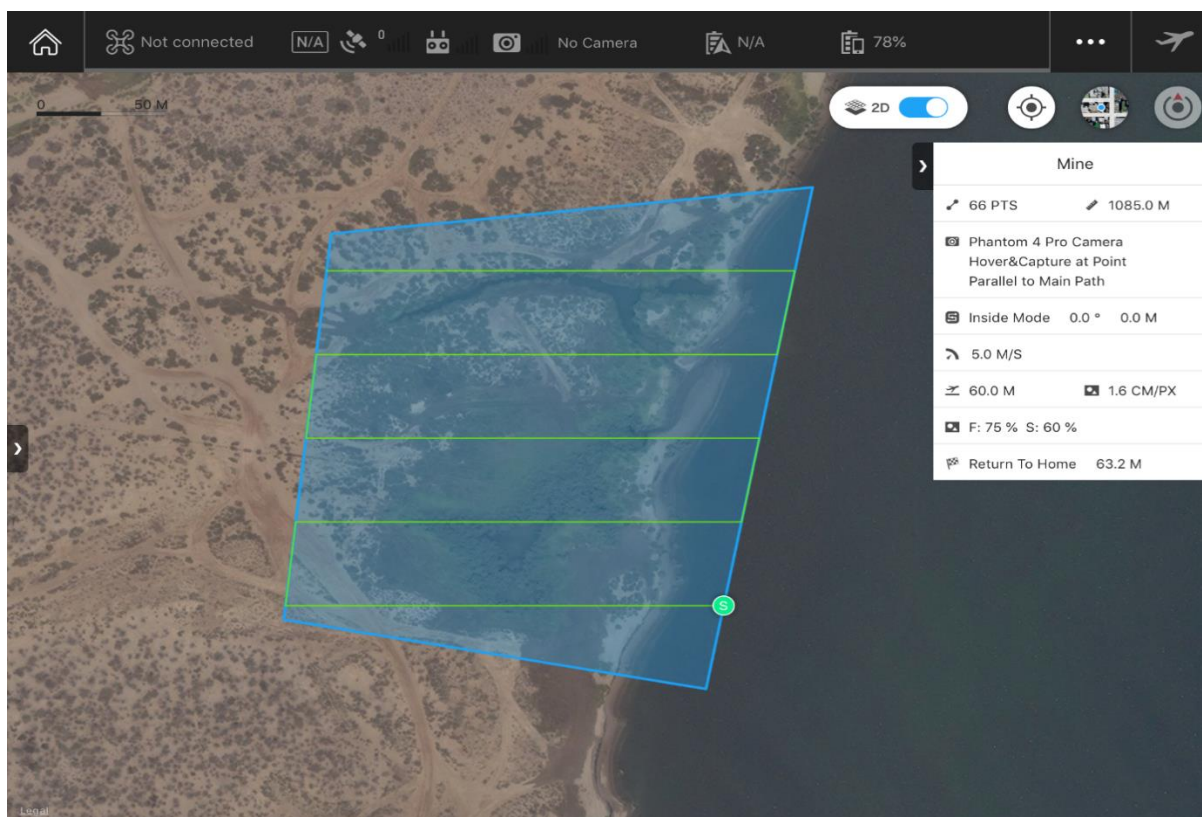 Not connected
N/A
0
No Camera
N/A
78%
0 50 M
2D
Mine
66 PTS 1085.0 M
Phantom 4 Pro Camera
Hover&Capture at Point
Parallel to Main Path
Inside Mode 0.0 ° 0.0 M
5.0 M/S
60.0 M 1.6 CM/PX
F: 75 % S: 60 %
Return To Home 63.2 M
S
Legal